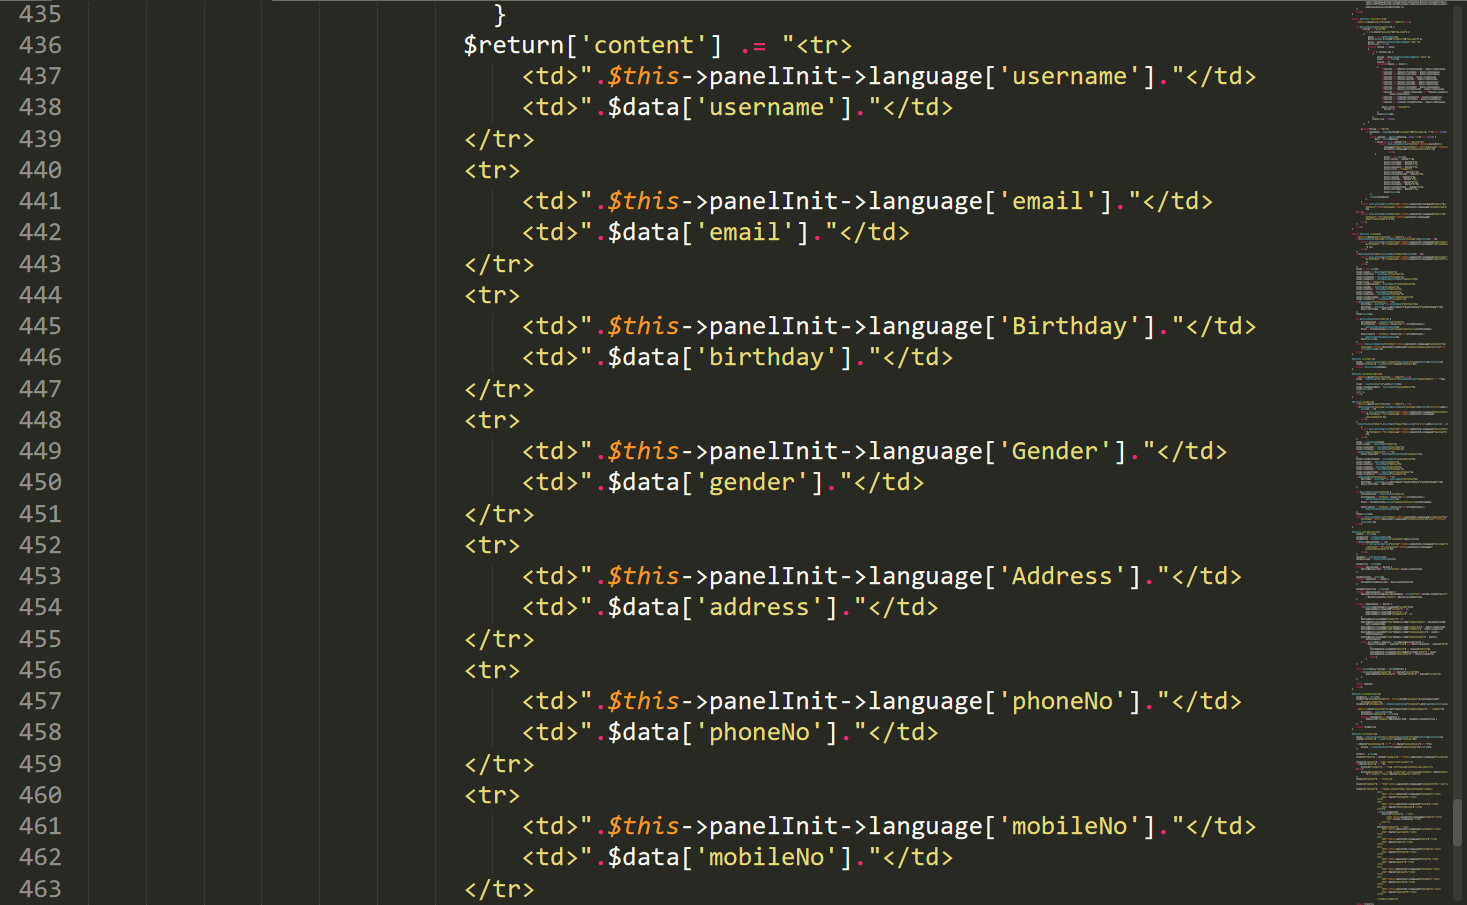 435 }
436 $return['content'] .= "<tr>
437 <td>".$this->panelInit->language['username']."</td>
438 <td>".$data['username']."</td>
439 </tr>
440 <tr>
441 <td>".$this->panelInit->language['email']."</td>
442 <td>".$data['email']."</td>
443 </tr>
444 <tr>
445 <td>".$this->panelInit->language['Birthday']."</td>
446 <td>".$data['birthday']."</td>
447 </tr>
448 <tr>
449 <td>".$this->panelInit->language['Gender']."</td>
450 <td>".$data['gender']."</td>
451 </tr>
452 <tr>
453 <td>".$this->panelInit->language['Address']."</td>
454 <td>".$data['address']."</td>
455 </tr>
456 <tr>
457 <td>".$this->panelInit->language['phoneNo']."</td>
458 <td>".$data['phoneNo']."</td>
459 </tr>
460 <tr>
461 <td>".$this->panelInit->language['mobileNo']."</td>
462 <td>".$data['mobileNo']."</td>
463 </tr>